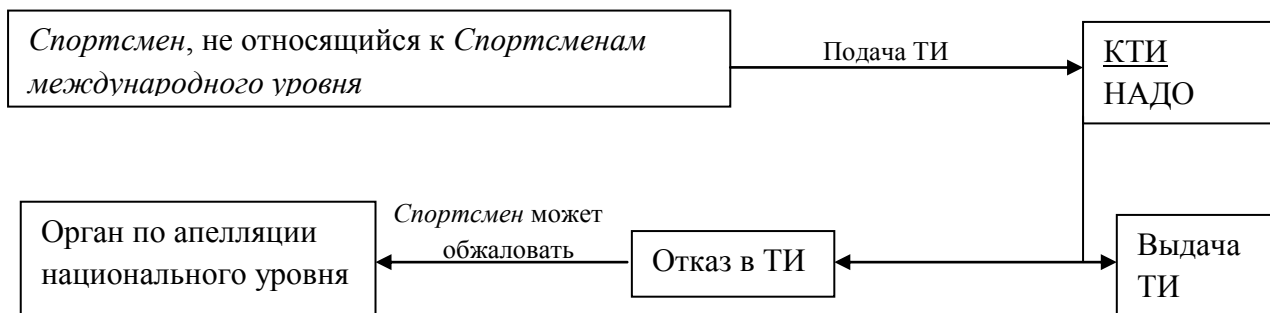 Спортсмен, не относящийся к Спортсменам
международного уровня
Подача ТИ
КТИ
НАДО
Орган по апелляции
национального уровня
Спортсмен может
обжаловать
Отказ в ТИ
Выдача
ТИ